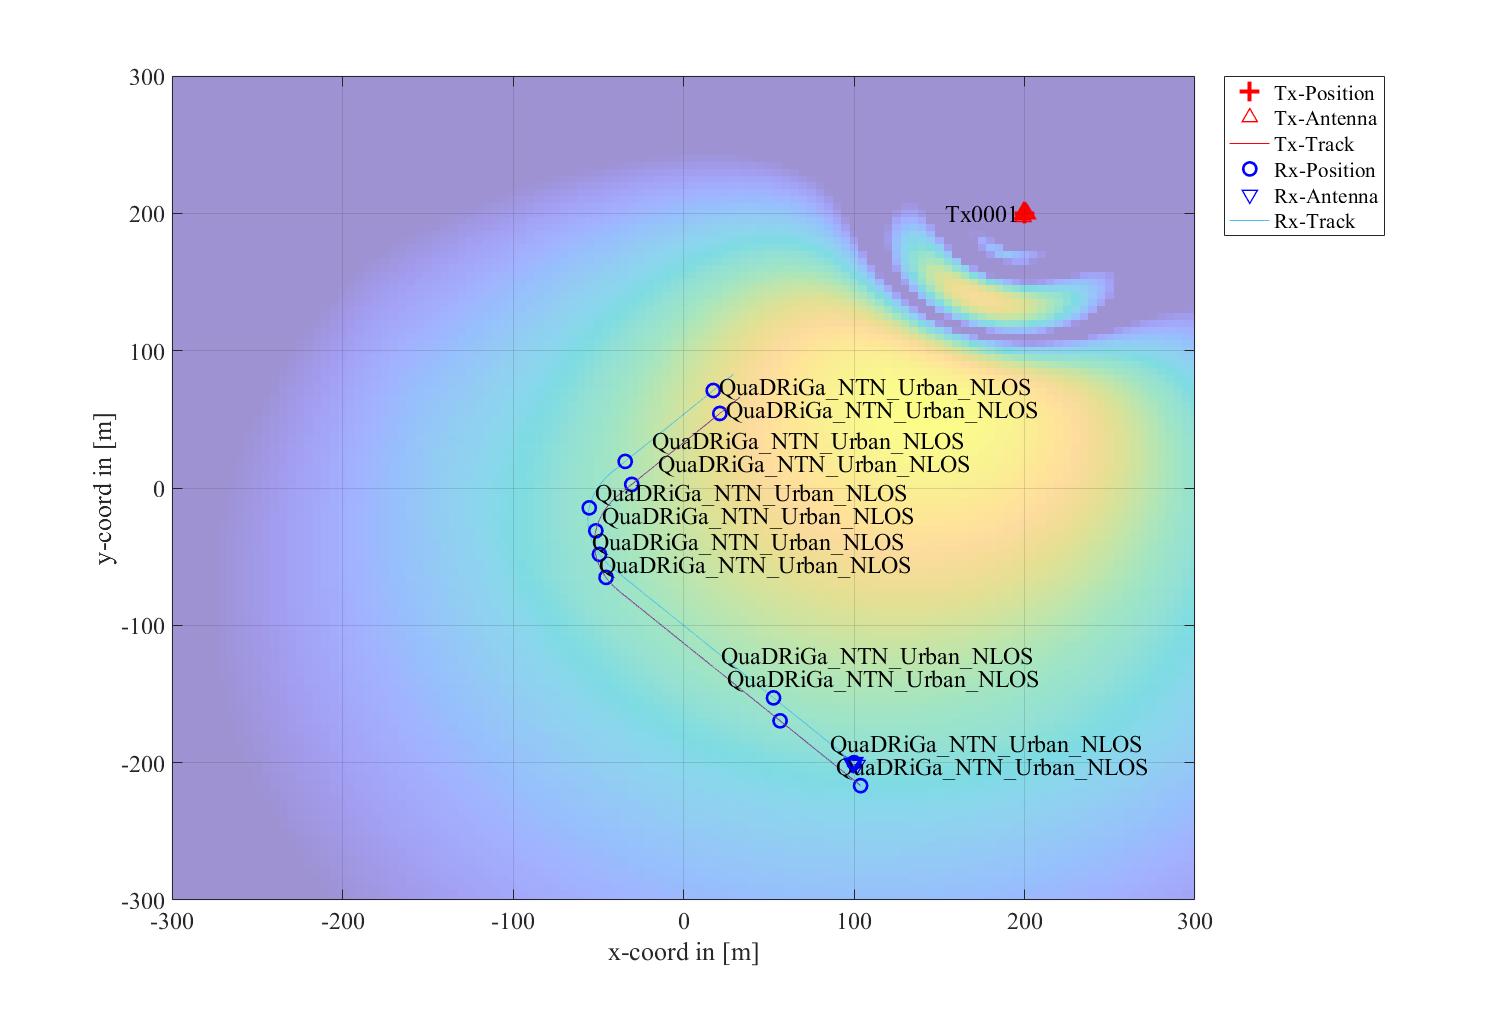 300
200
100
0
-100
-200
-300
-300
-200
-100
0
100
200
300
x-coord in [m]
y-coord in [m]
Tx0001
QuaDRiGa_NTN_Urban_NLOS
QuaDRiGa_NTN_Urban_NLOS
QuaDRiGa_NTN_Urban_NLOS
QuaDRiGa_NTN_Urban_NLOS
QuaDRiGa_NTN_Urban_NLOS
QuaDRiGa_NTN_Urban_NLOS
QuaDRiGa_NTN_Urban_NLOS
QuaDRiGa_NTN_Urban_NLOS
QuaDRiGa_NTN_Urban_NLOS
QuaDRiGa_NTN_Urban_NLOS
QuaDRiGa_NTN_Urban_NLOS
QuaDRiGa_NTN_Urban_NLOS
Tx-Position
Tx-Antenna
Tx-Track
Rx-Position
Rx-Antenna
Rx-Track